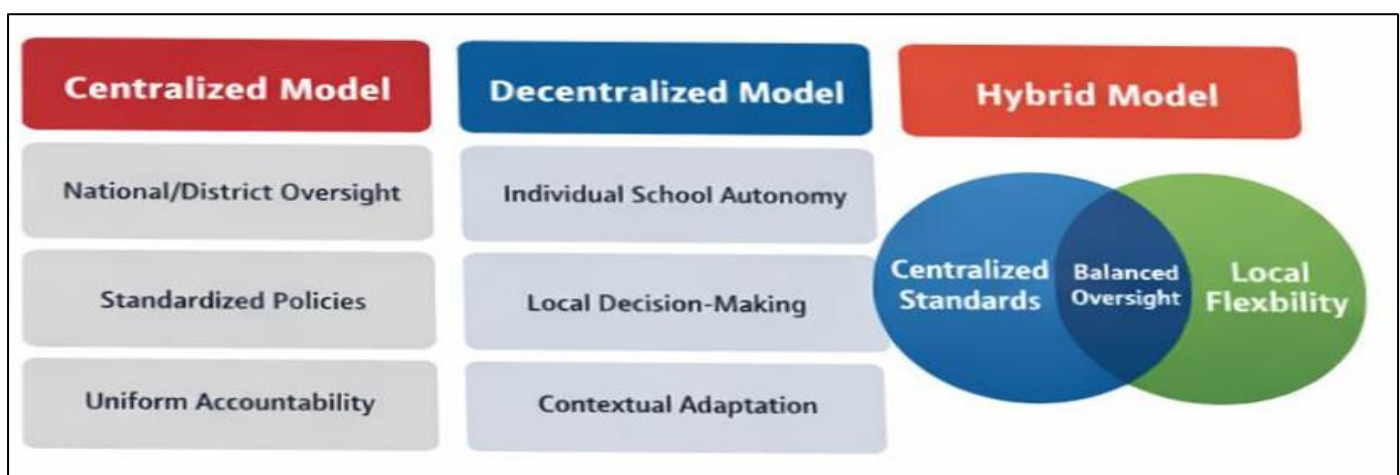 Centralized Model
National/District Oversight
Standardized Policies
Uniform Accountability
Decentralized Model
Individual School Autonomy
Local Decision-Making
Contextual Adaptation
Hybrid Model
Centralized
Standards
Balanced
Oversight
Local
Flexbility